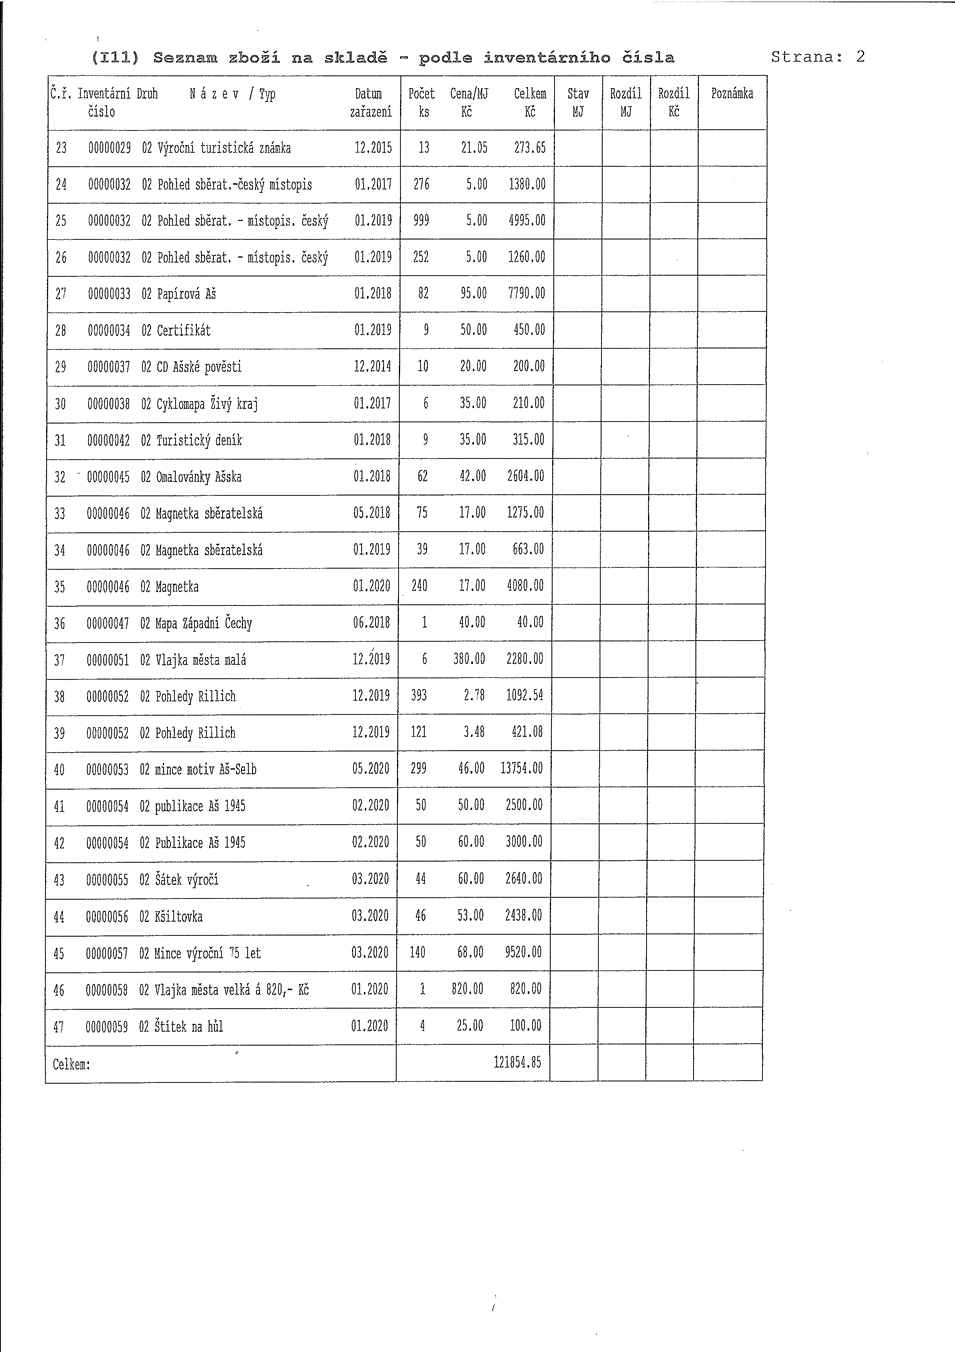 (I11) Seznam zboží na skladě - podle inventárního čísla Strana: 2
Č.ř. Inventární Druh N á z e v / Typ Datum Počet Cena/MJ Celkem Stav Rozdíl Rozdíl Poznámka
číslo zařazení ks Kč Kč MJ MJ Kč
23 00000029 02 Výroční turistická známka 12.2015 13 21.05 273.65
24 00000032 02 Pohled sběrat.-český místopis 01.2017 276 5.00 1380.00
25 00000032 02 Pohled sběrat. - místopis. český 01.2019 999 5.00 4995.00
26 00000032 02 Pohled sběrat. - místopis. český 01.2019 252 5.00 1260.00
27 00000033 02 Papírová Aš 01.2018 82 95.00 7790.00
28 00000034 02 Certifikát 01.2019 9 50.00 450.00
29 00000037 02 CD Ašské pověsti 12.2014 10 20.00 200.00
30 00000038 02 Cyklomapa Živý kraj 01.2017 6 35.00 210.00
31 00000042 02 Turistický deník 01.2018 9 35.00 315.00
32 00000045 02 Omalovánky Ašska 01.2018 62 42.00 2604.00
33 00000046 02 Magnetka sběratelská 05.2018 75 17.00 1275.00
34 00000046 02 Magnetka sběratelská 01.2019 39 17.00 663.00
35 00000046 02 Magnetka 01.2020 240 17.00 4080.00
36 00000047 02 Mapa Západní Čechy 06.2018 1 40.00 40.00
37 00000051 02 Vlajka města malá 12.2019 6 380.00 2280.00
38 00000052 02 Pohledy Rillich 12.2019 393 2.78 1092.54
39 00000052 02 Pohledy Rillich 12.2019 121 3.48 421.08
40 00000053 02 mince motiv Aš-Selb 05.2020 299 46.00 13754.00
41 00000054 02 publikace Aš 1945 02.2020 50 50.00 2500.00
42 00000054 02 Publikace Aš 1945 02.2020 50 60.00 3000.00
43 00000055 02 Šátek výročí 03.2020 44 60.00 2640.00
44 00000056 02 Kšiltovka 03.2020 46 53.00 2438.00
45 00000057 02 Mince výroční 75 let 03.2020 140 68.00 9520.00
46 00000058 02 Vlajka města velká á 820,- Kč 01.2020 1 820.00 820.00
47 00000059 02 Štítek na hůl 01.2020 4 25.00 100.00
Celkem: 121854.85